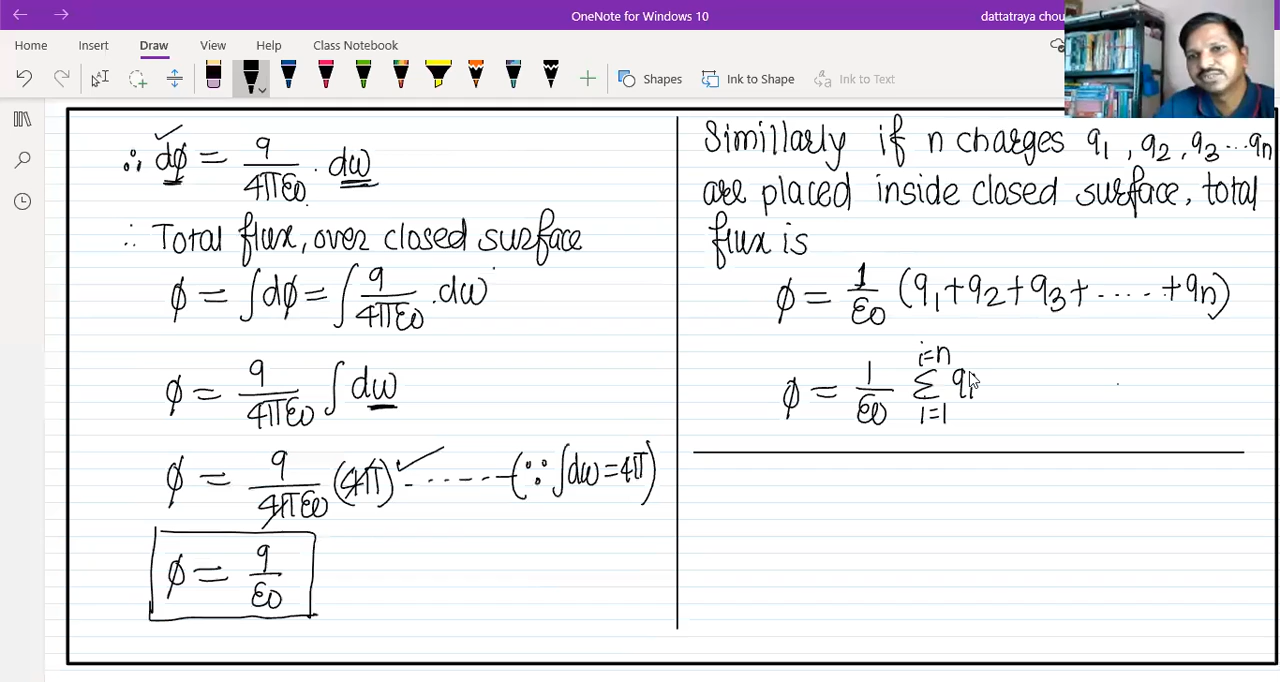 OneNote for Windows 10
dattatraya chou
Home Insert Draw View Help Class Notebook
Shapes Ink to Shape Ink to Text
∴ dϕ = q/4πε0 · dω
∴ Total flux, over closed surface
ϕ = ∫dϕ = ∫ q/4πε0 · dω
ϕ = q/4πε0 ∫ dω
ϕ = q/4πε0 (4π) ------- (∵ ∫dω = 4π)
ϕ = q/ε0
Simillarly if n charges q1, q2, q3 ... qn
are placed inside closed surface, total
flux is
ϕ = 1/ε0 (q1 + q2 + q3 + ..... + qn)
ϕ = 1/ε0 Σ i=1 i=n qi